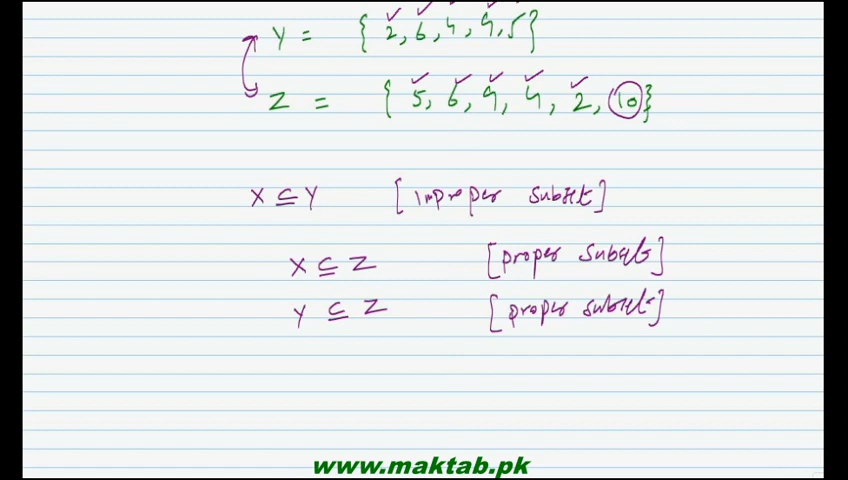 Y = { 2, 6, 4, 9, 5 }
Z = { 5, 6, 9, 4, 2, 10 }
X ⊆ Y [improper subset]
X ⊆ Z [proper subset]
Y ⊆ Z [proper subset]
www.maktab.pk